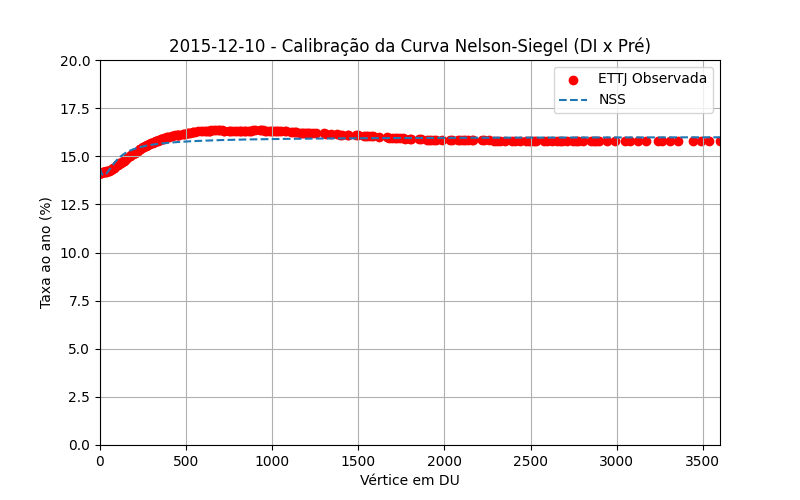 2015-12-10 - Calibração da Curva Nelson-Siegel (DI x Pré)
20.0
17.5
15.0
12.5
10.0
7.5
5.0
2.5
0.0
Taxa ao ano (%)
ETTJ Observada
NSS
0 500 1000 1500 2000 2500 3000 3500
Vértice em DU